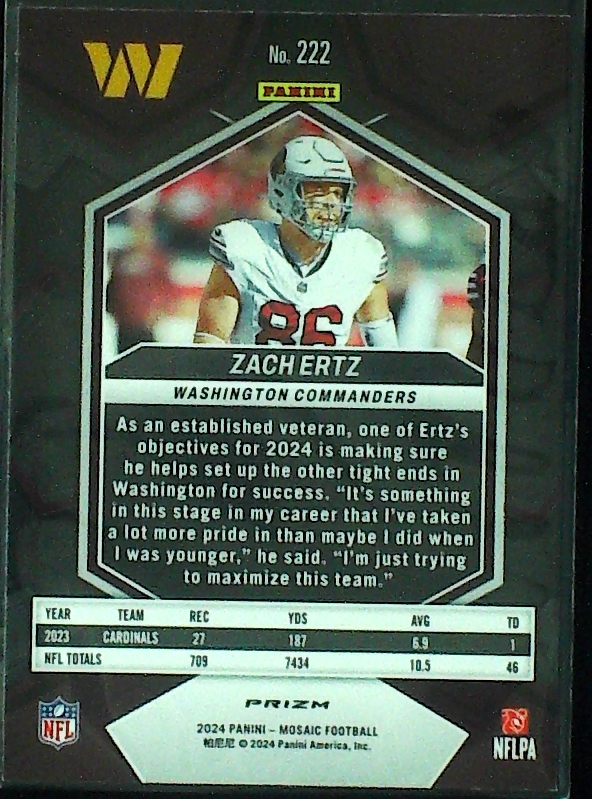 No. 222
PANINI
86
ZACH ERTZ
WASHINGTON COMMANDERS
As an established veteran, one of Ertz's
objectives for 2024 is making sure
he helps set up the other tight ends in
Washington for success. “It's something
in this stage in my career that I've taken
a lot more pride in than maybe I did when
I was younger,” he said. “I'm just trying
to maximize this team.”
YEAR TEAM REC YDS AVG TD
2023 CARDINALS 27 187 6.9 1
NFL TOTALS 709 7434 10.5 46
PRIZM
2024 PANINI – MOSAIC FOOTBALL
帕尼尼 © 2024 Panini America, Inc.
NFL
NFLPA